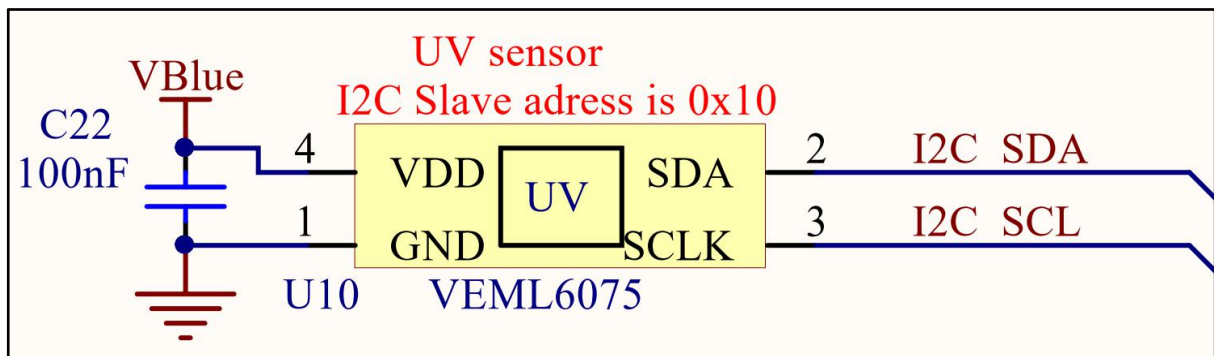 UV sensor
I2C Slave adress is 0x10
VBlue
C22
100nF
4
VDD
UV
SDA
2
I2C SDA
1
GND
SCLK
3
I2C SCL
U10
VEML6075